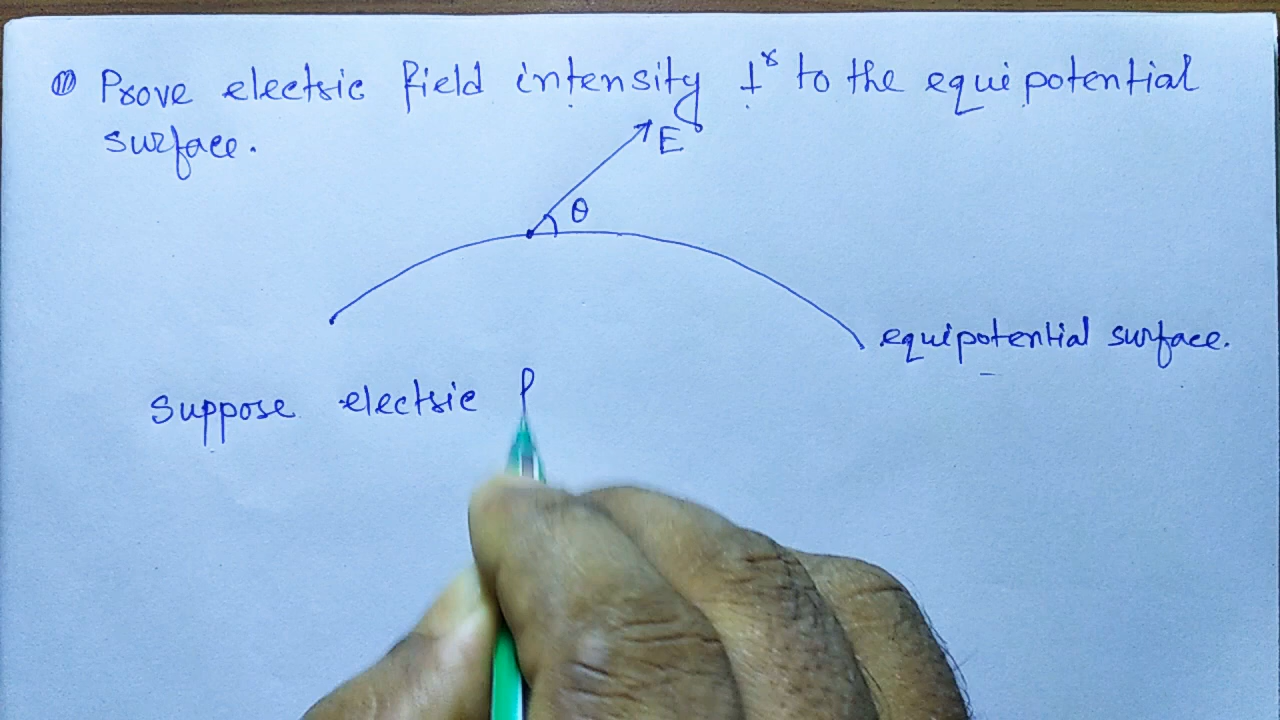 ⑪ Prove electric field intensity ⊥ʳ to the equipotential
surface.
E
θ
equipotential surface.
Suppose electric f